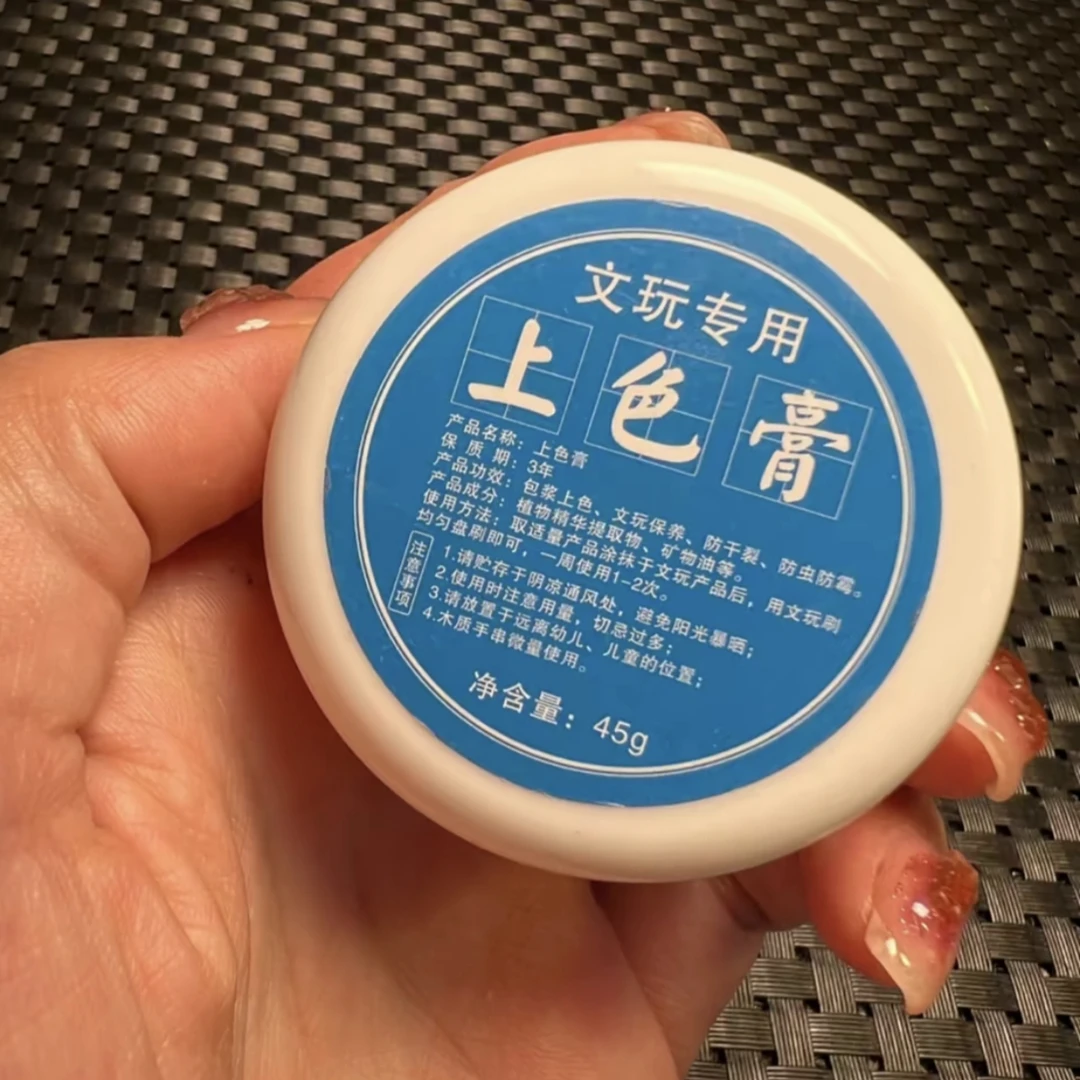 文玩专用
上色膏
产品名称：上色膏
保 质 期：3年
产品功效：包浆上色、文玩保养、防干裂、防虫防霉。
产品成分：植物精华提取物、矿物油等。
使用方法：取适量产品涂抹于文玩产品后，用文玩刷
均匀盘刷即可，一周使用1-2次。
注意事项
1.请贮存于阴凉通风处，避免阳光暴晒；
2.使用时注意用量，切忌过多；
3.请放置于远离幼儿、儿童的位置；
4.木质手串微量使用。
净含量：45g